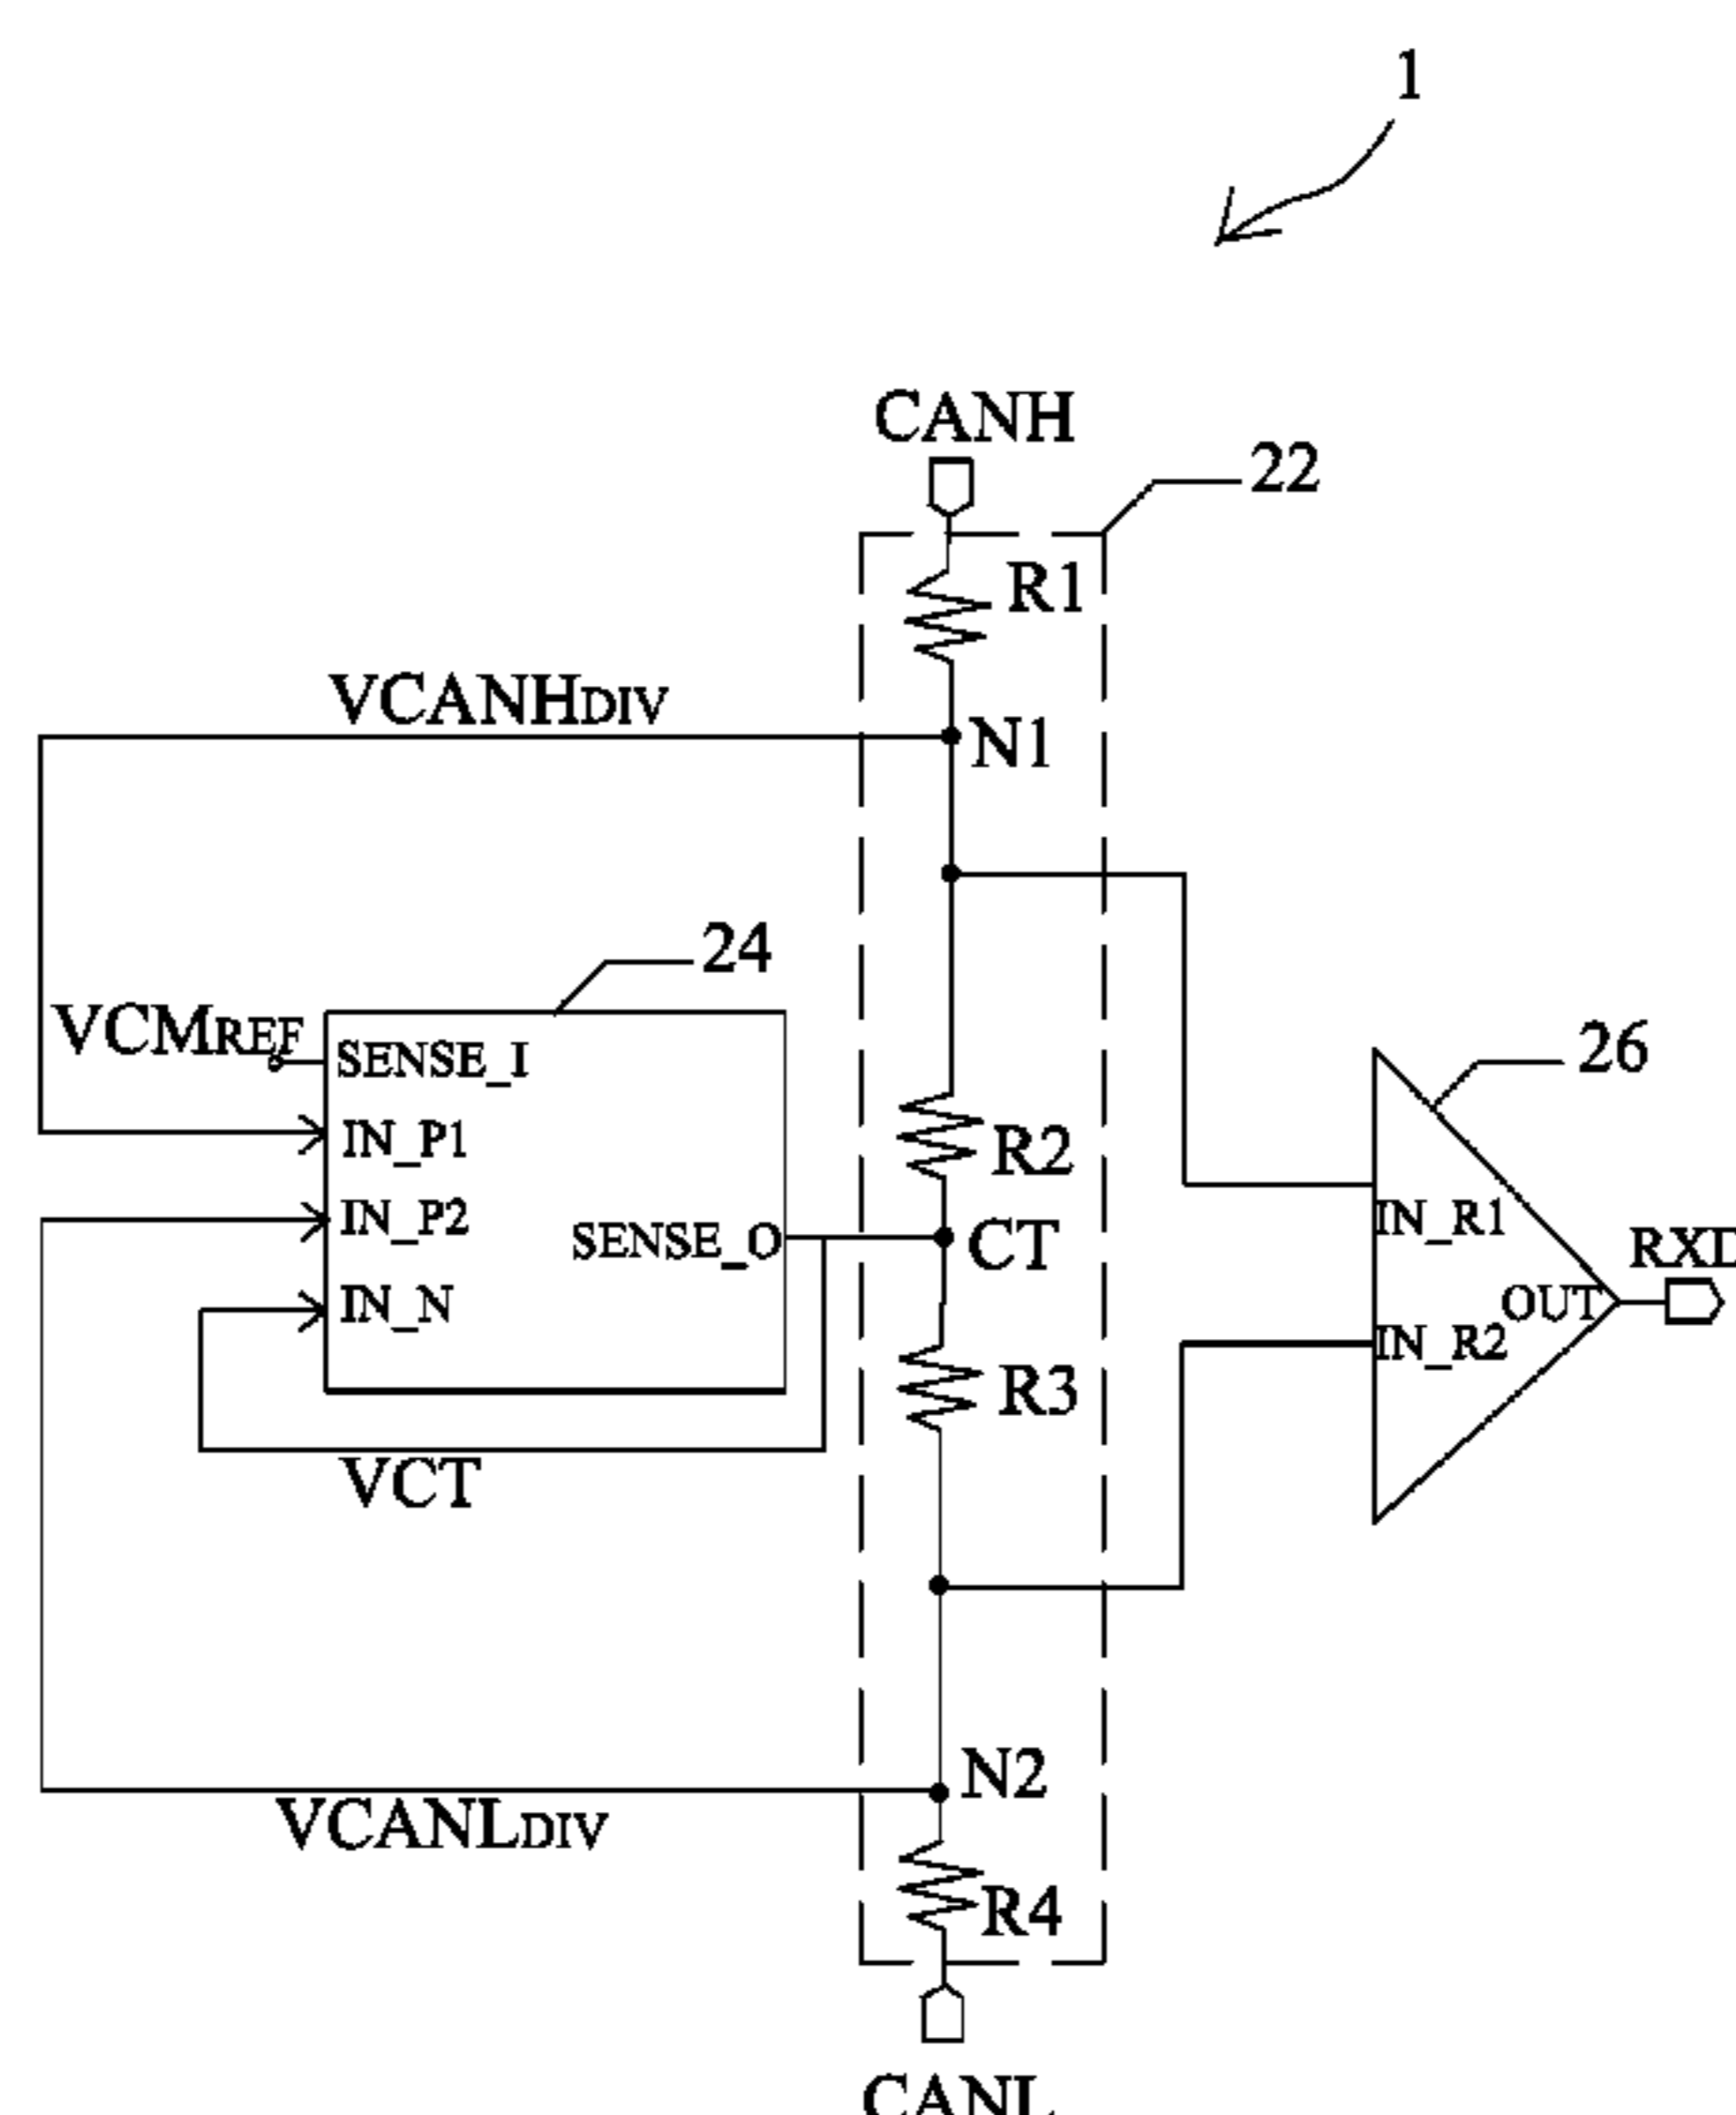 1
CANH
22
R1
VCANHDIV
N1
24
VCMREF
SENSE_I
26
IN_P1
R2
IN_P2
IN_R1
SENSE_O
CT
RXD
IN_N
OUT
IN_R2
R3
VCT
N2
VCANLDIV
R4
CANL